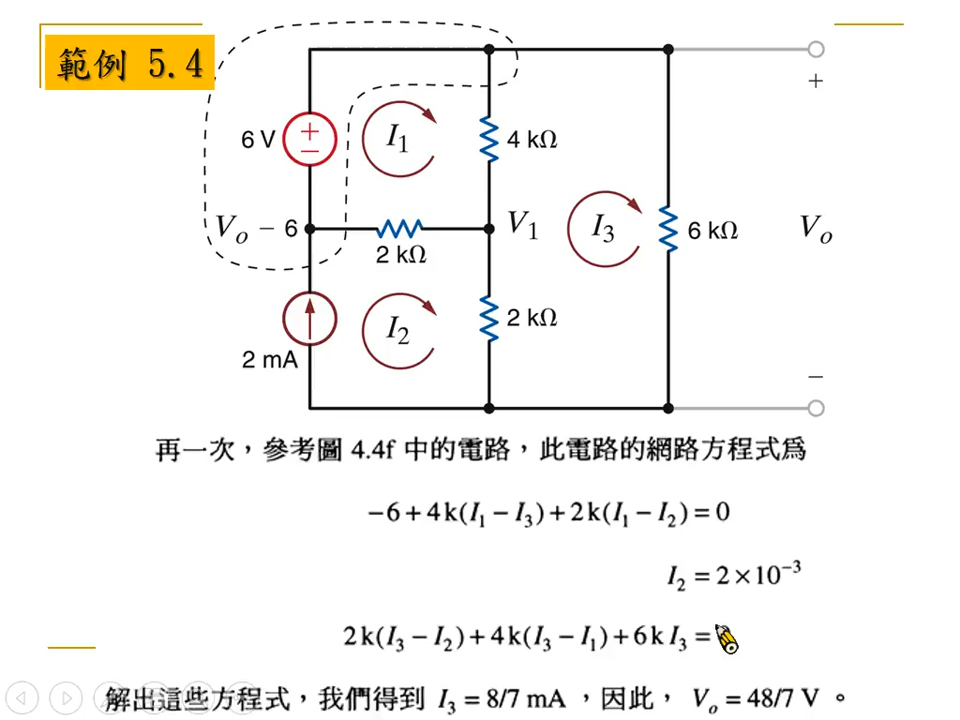 範例 5.4
+
6 V
+
−
I₁
4 kΩ
Vₒ − 6
V₁
I₃
6 kΩ
Vₒ
2 kΩ
I₂
2 kΩ
2 mA
−
再一次，參考圖 4.4f 中的電路，此電路的網路方程式爲
−6 + 4k(I₁ − I₃) + 2k(I₁ − I₂) = 0
I₂ = 2 × 10⁻³
2k(I₃ − I₂) + 4k(I₃ − I₁) + 6k I₃ =
解出這些方程式，我們得到 I₃ = 8/7 mA ，因此， Vₒ = 48/7 V 。